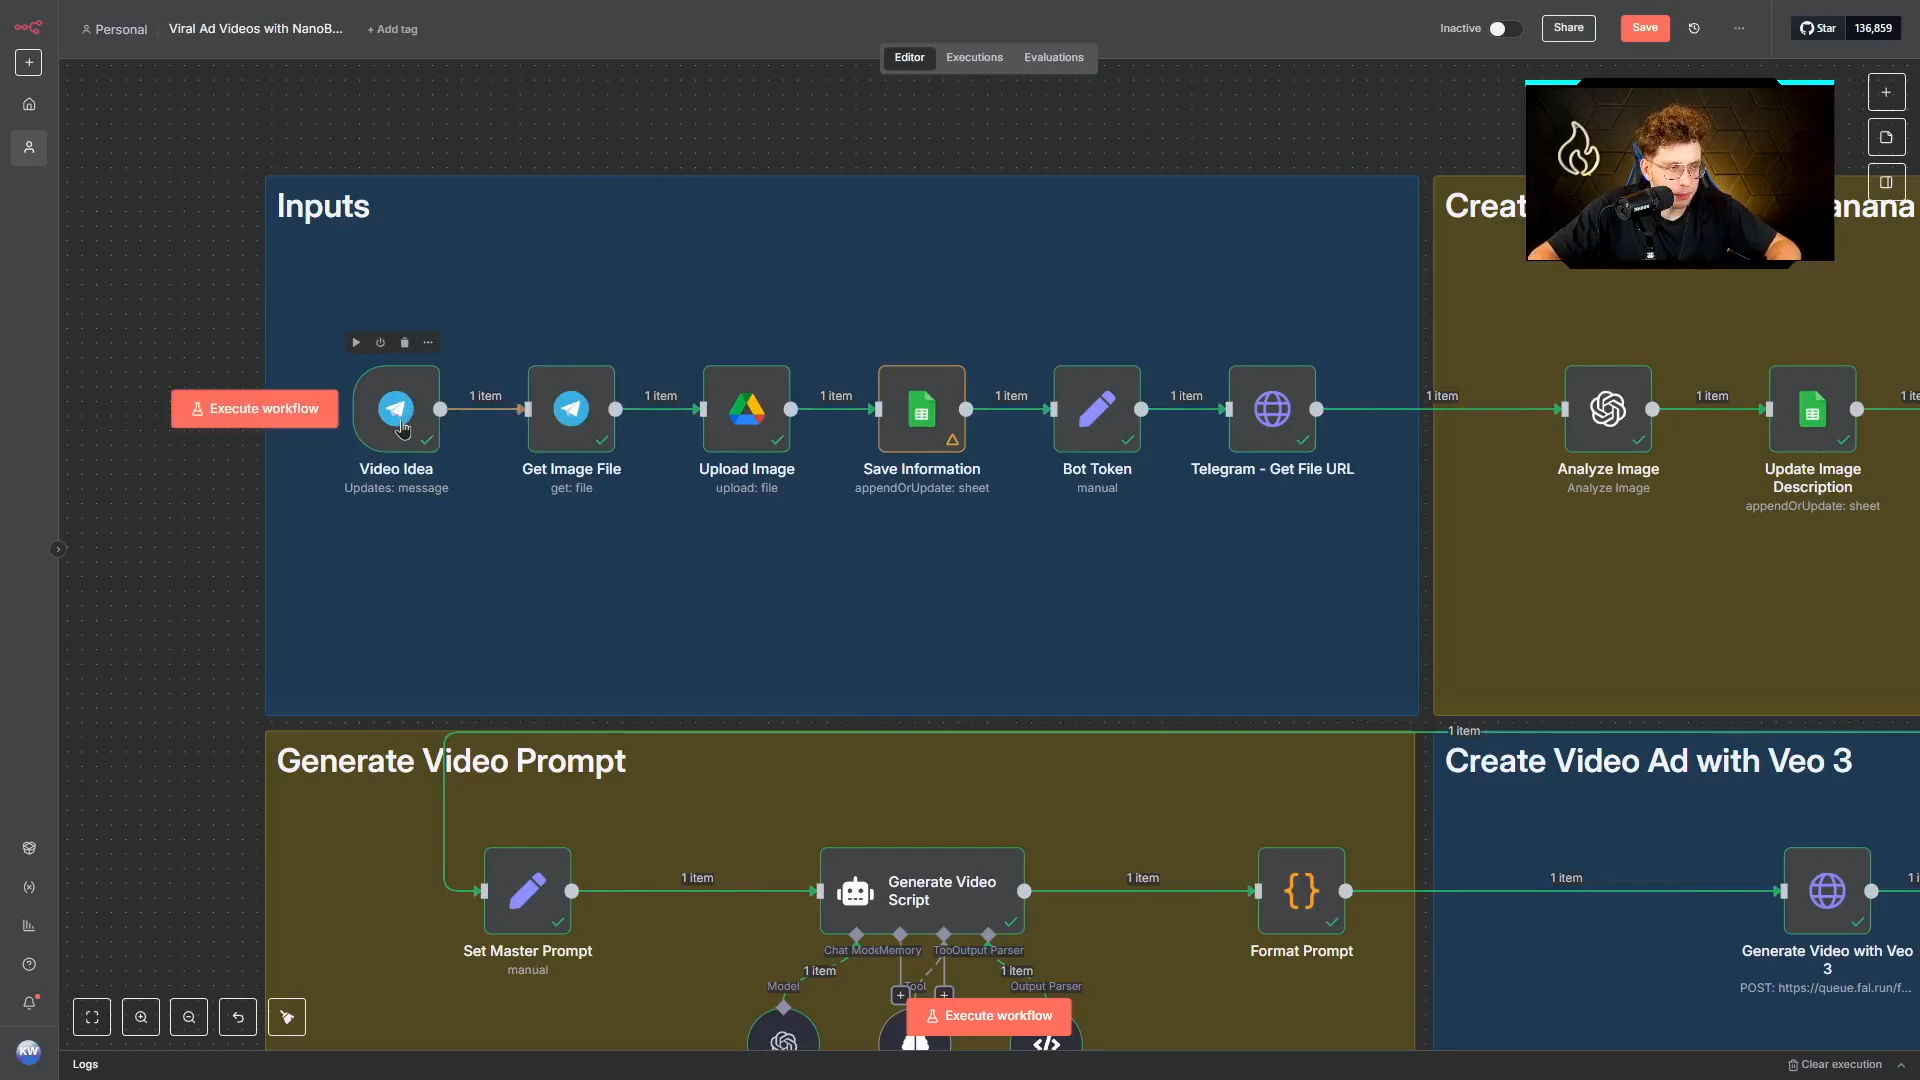 Personal
Viral Ad Videos with NanoB...
+ Add tag
Inactive
Share
Save
...
Star
136,859
Editor
Executions
Evaluations
Inputs
Creat
anana
Execute workflow
1 item
1 item
1 item
1 item
1 item
1 item
1 item
Video Idea
Updates: message
Get Image File
get: file
Upload Image
upload: file
Save Information
appendOrUpdate: sheet
Bot Token
manual
Telegram - Get File URL
Analyze Image
Analyze Image
Update Image
Description
appendOrUpdate: sheet
1 item
Generate Video Prompt
Create Video Ad with Veo 3
1 item
1 item
1 item
Generate Video
Script
Set Master Prompt
manual
Chat Mode
Memory
Tool
Output Parser
1 item
1 item
Model
Tool
Output Parser
Format Prompt
Generate Video with Veo
3
POST: https://queue.fal.run/f...
Execute workflow
KW
Logs
Clear execution